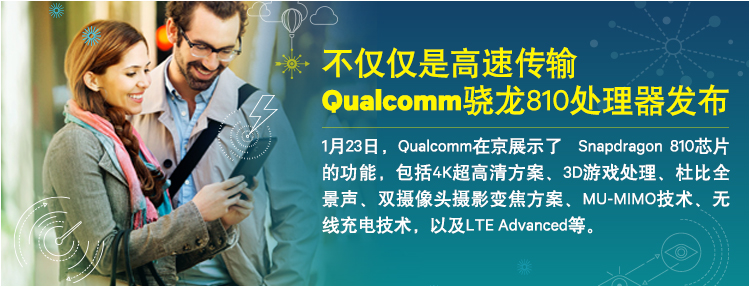 不仅仅是高速传输
Qualcomm骁龙810处理器发布
1月23日，Qualcomm在京展示了 Snapdragon 810芯片
的功能，包括4K超高清方案、3D游戏处理、杜比全
景声、双摄像头摄影变焦方案、MU-MIMO技术、无
线充电技术，以及LTE Advanced等。